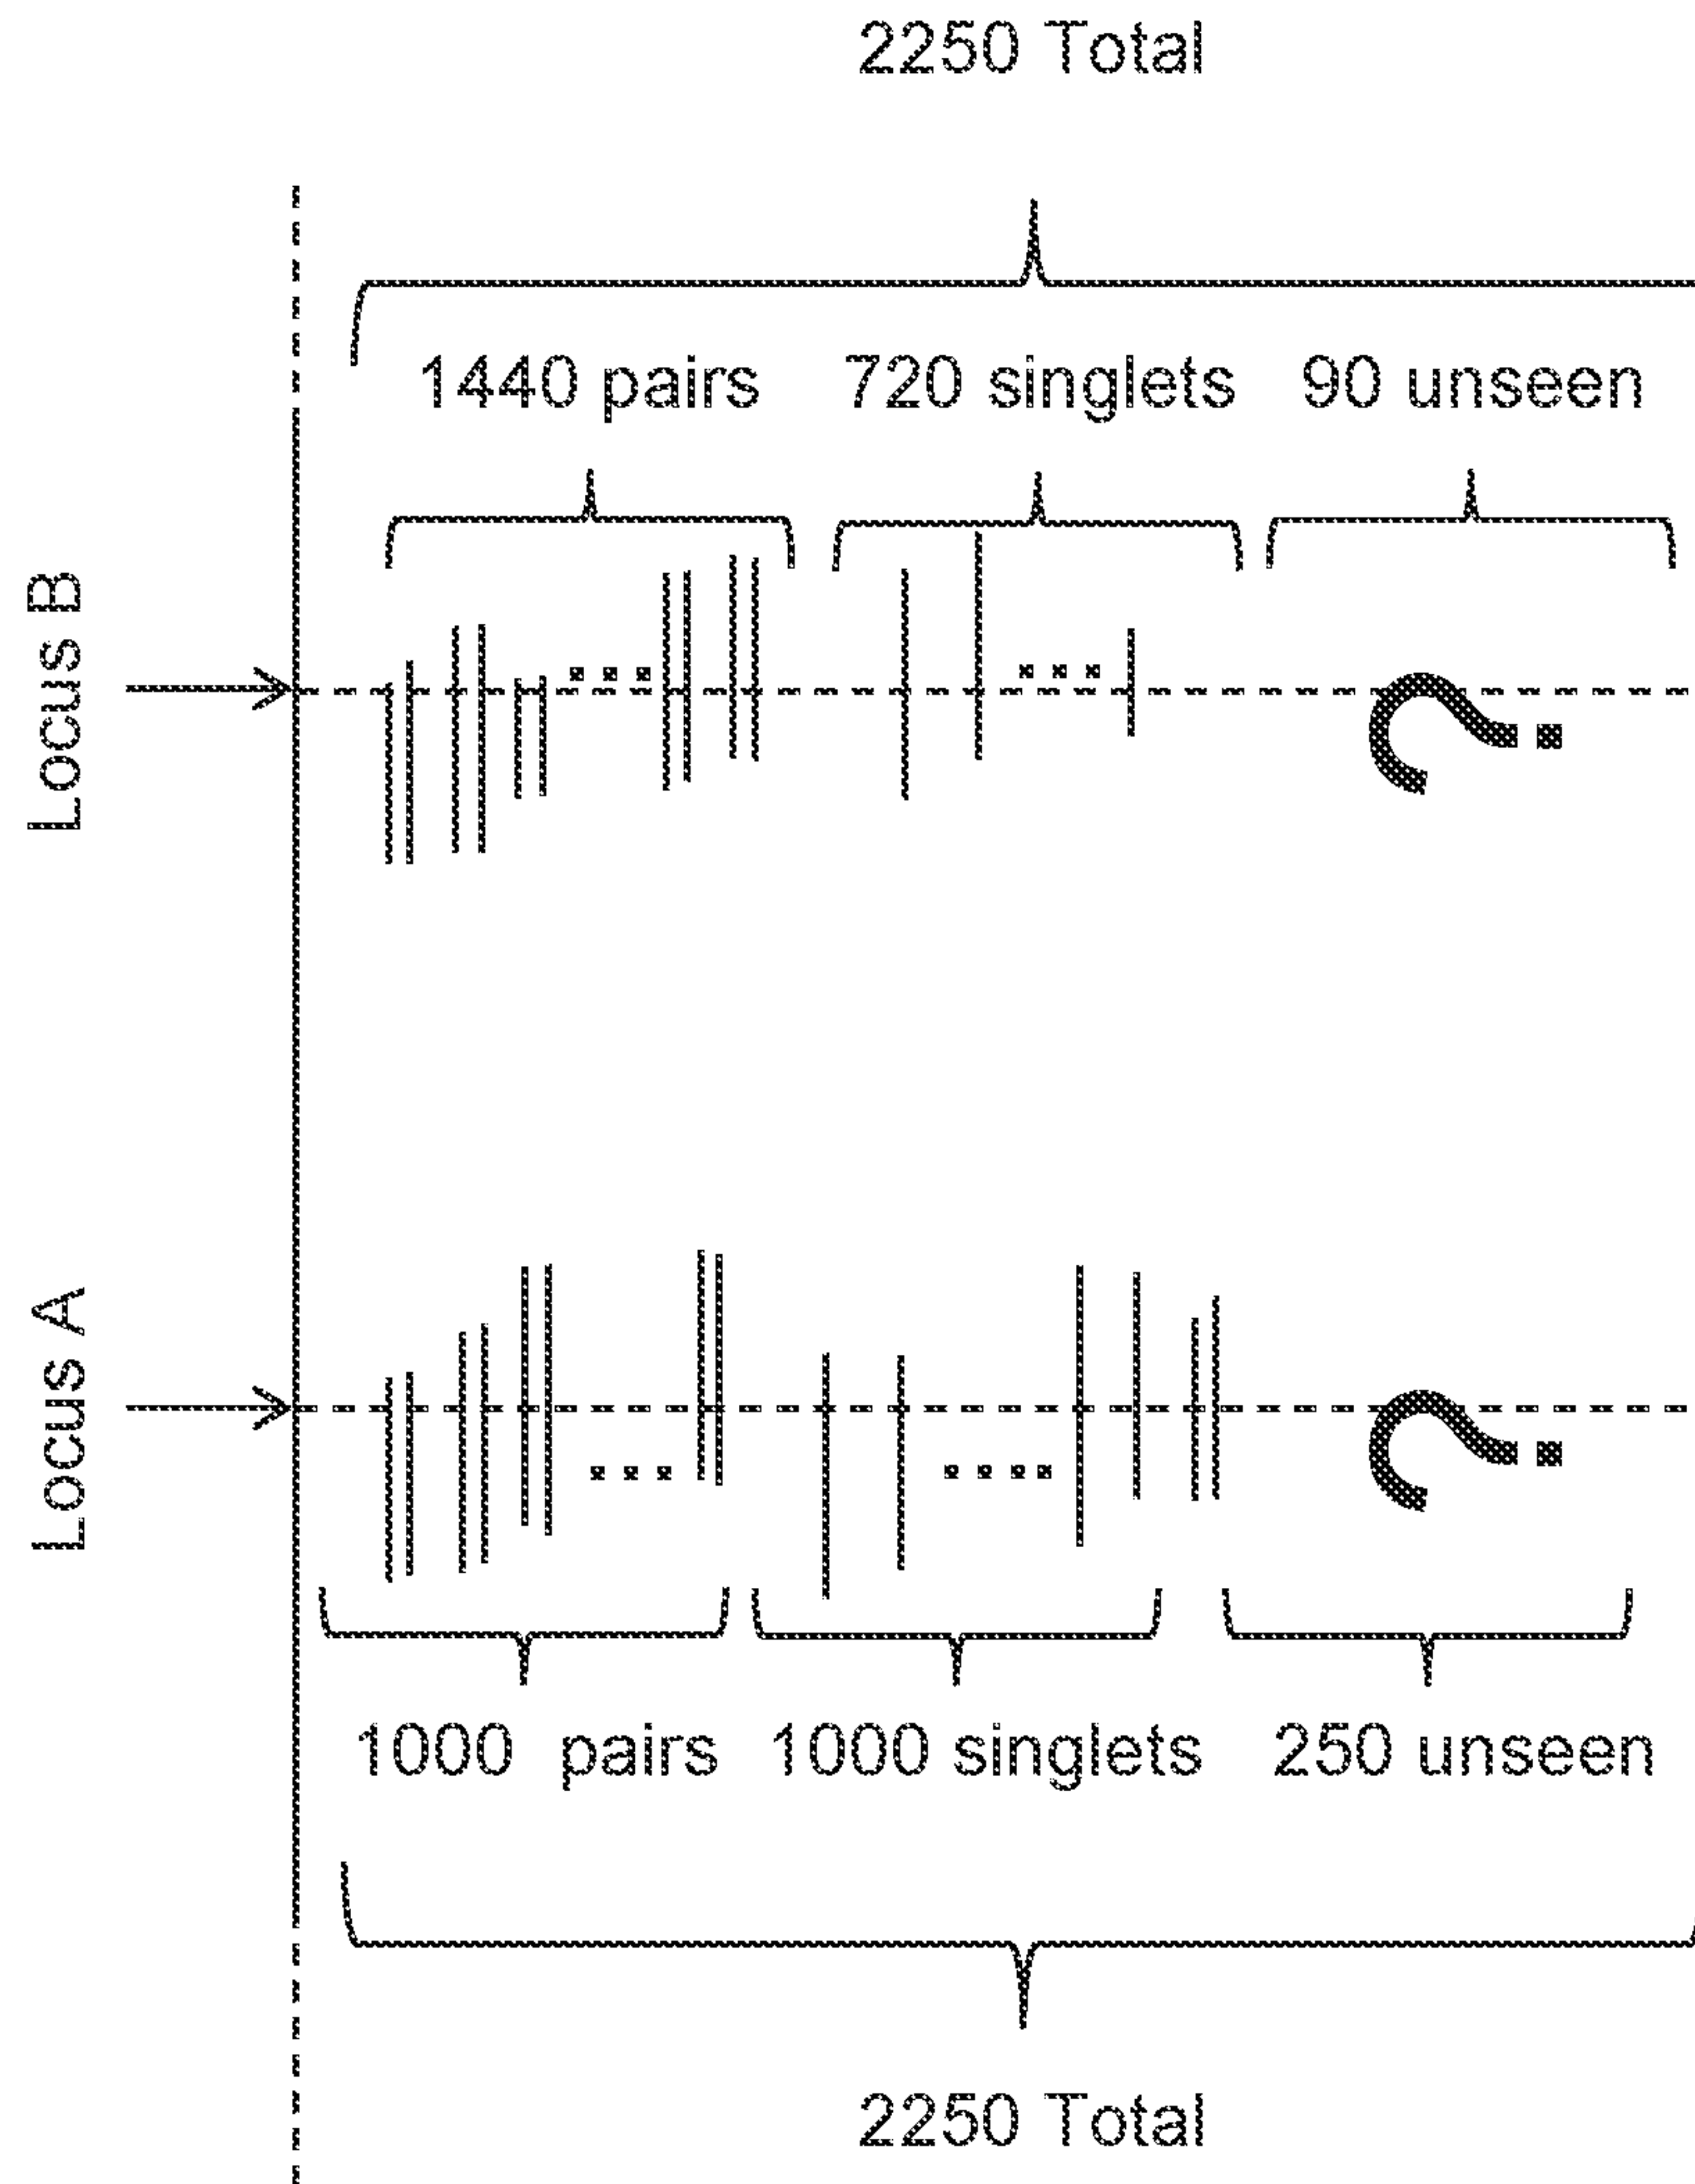 2250 Total
1440 pairs 720 singlets 90 unseen
Locus B
?
Locus A
?
1000 pairs 1000 singlets 250 unseen
2250 Total